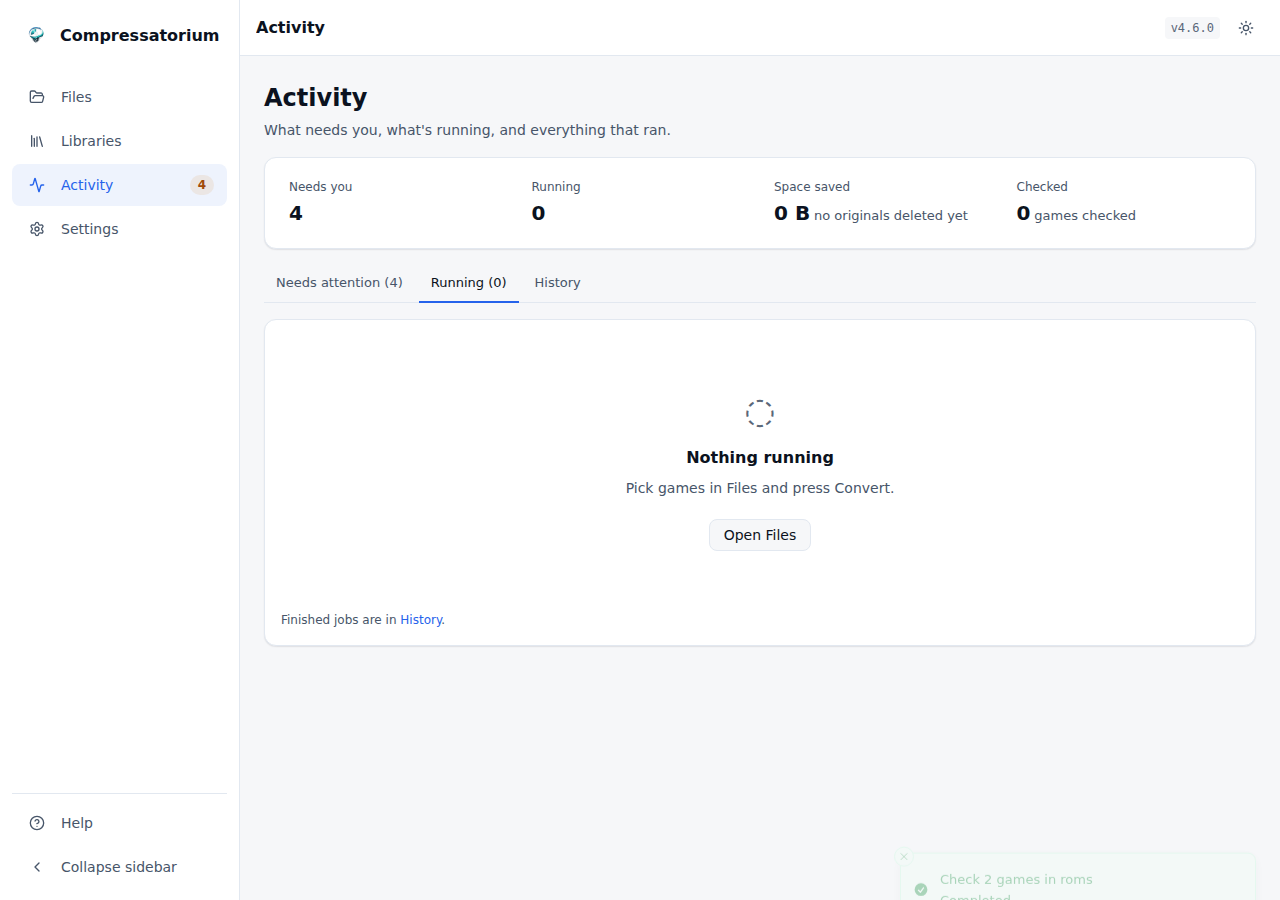 Compressatorium
Activity
v4.6.0
Files
Libraries
Activity 4
Settings
Activity
What needs you, what's running, and everything that ran.
Needs you
4
Running
0
Space saved
0 B no originals deleted yet
Checked
0 games checked
Needs attention (4)
Running (0)
History
Nothing running
Pick games in Files and press Convert.
Open Files
Finished jobs are in History.
Help
Collapse sidebar
Check 2 games in roms
Completed